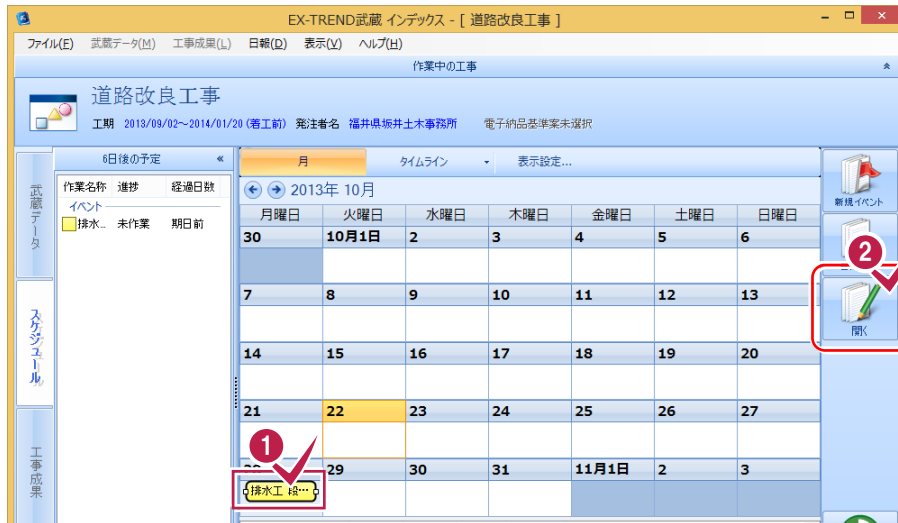 EX-TREND武蔵 インデックス - [ 道路改良工事 ]
ファイル(F) 武蔵データ(M) 工事成果(L) 日報(D) 表示(V) ヘルプ(H)
作業中の工事
道路改良工事
工期 2013/09/02～2014/01/20 (着工前) 発注者名 福井県坂井土木事務所 電子納品基準案未選択
武蔵データ
スケジュール
工事成果
6日後の予定 «
作業名称 進捗 経過日数
イベント
排水... 未作業 期日前
月 タイムライン 表示設定...
2013年 10月
月曜日 火曜日 水曜日 木曜日 金曜日 土曜日 日曜日
30 10月1日 2 3 4 5 6
7 8 9 10 11 12 13
14 15 16 17 18 19 20
21 22 23 24 25 26 27
29 30 31 11月1日 2 3
排水工 段…
1
新規イベント
2
開く